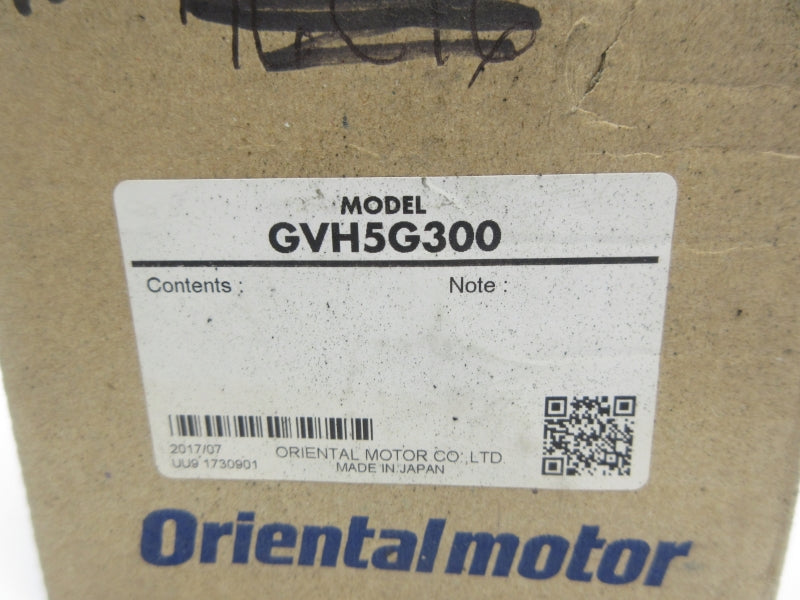 MODEL
GVH5G300
Contents :
Note :
2017/07
UU9 1730901
ORIENTAL MOTOR CO.,LTD.
MADE IN JAPAN
Orientalmotor